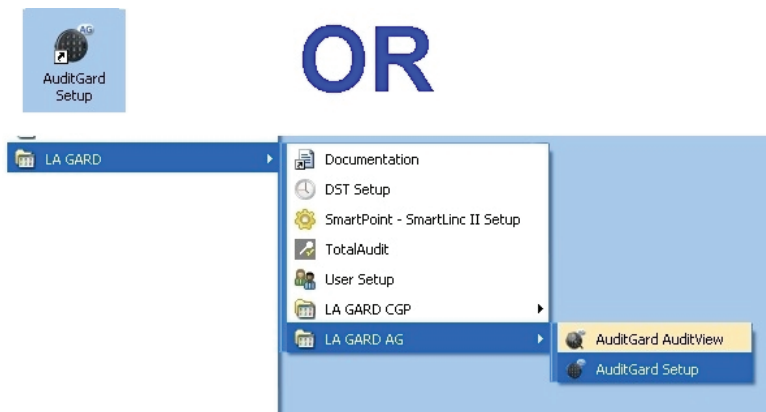 AG
AuditGard
Setup
OR
LA GARD
Documentation
DST Setup
SmartPoint - SmartLinc II Setup
TotalAudit
User Setup
LA GARD CGP
LA GARD AG
AuditGard AuditView
AuditGard Setup